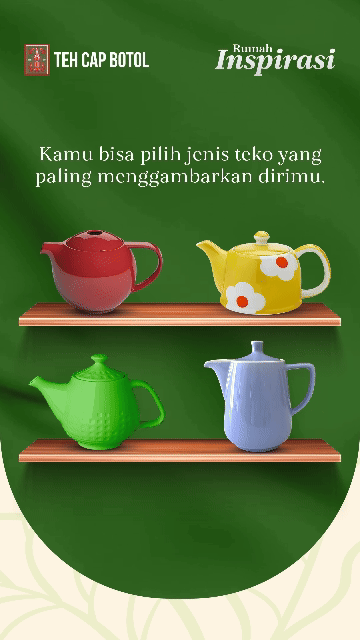 TEH CAP BOTOL
Rumah
Inspirasi
Kamu bisa pilih jenis teko yang
paling menggambarkan dirimu.